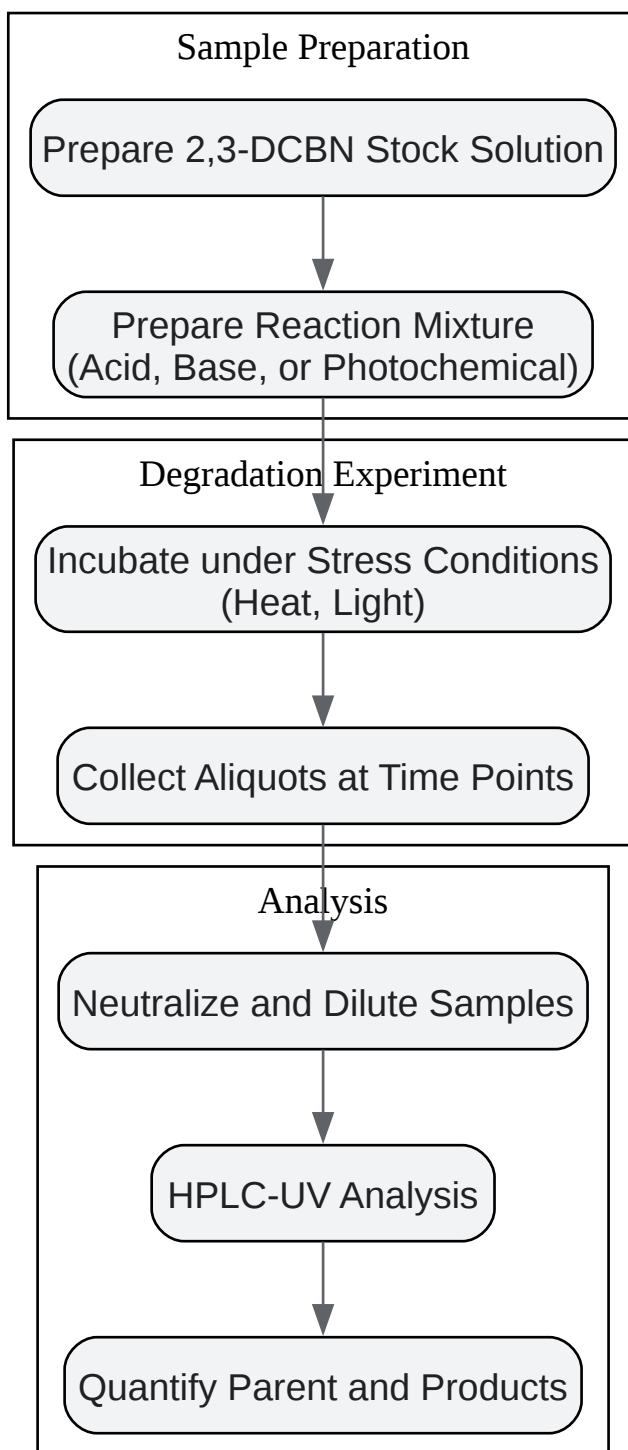 Sample Preparation
Prepare 2,3-DCBN Stock Solution
Prepare Reaction Mixture
(Acid, Base, or Photochemical)
Degradation Experiment
Incubate under Stress Conditions
(Heat, Light)
Collect Aliquots at Time Points
Analysis
Neutralize and Dilute Samples
HPLC-UV Analysis
Quantify Parent and Products